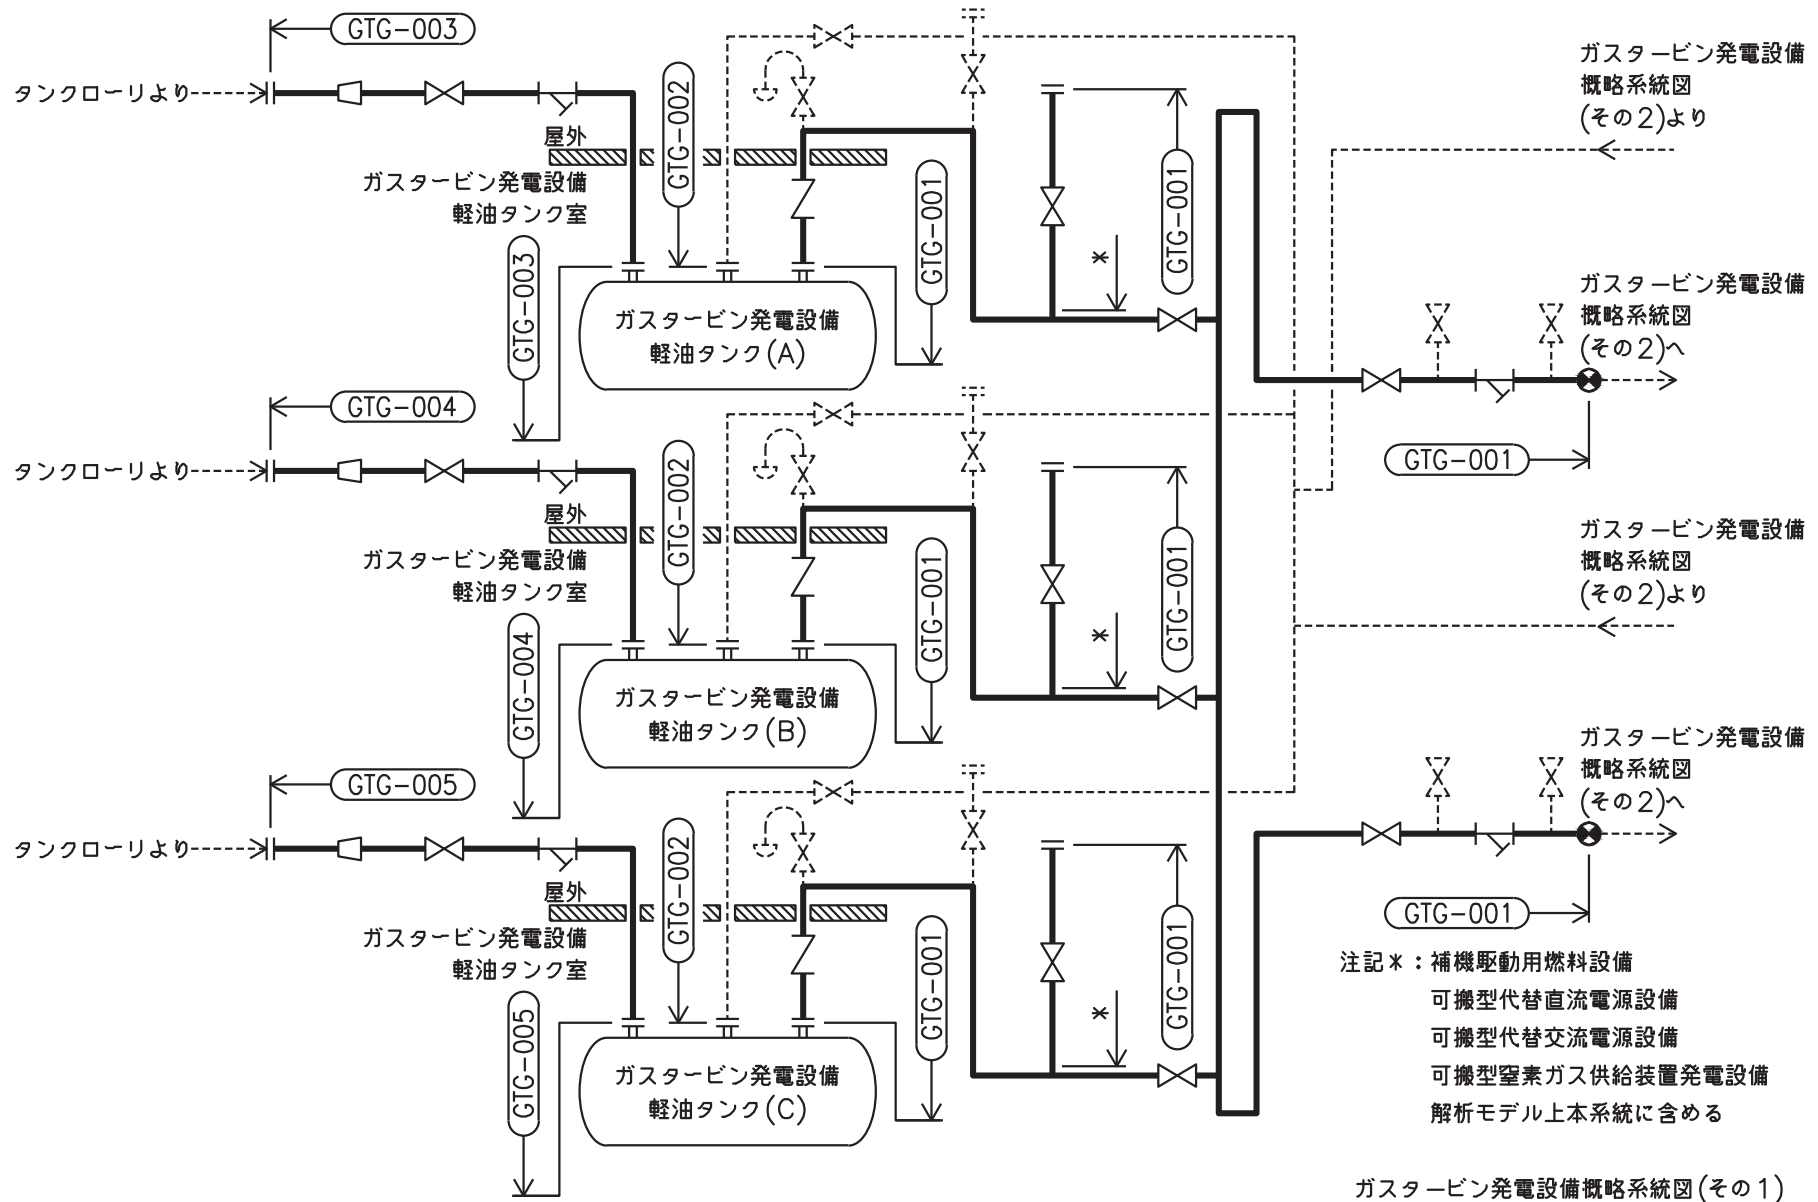 GTG-003
タンクローリより
屋外
GTG-002
ガスタービン発電設備
軽油タンク室
GTG-001
GTG-001
*
GTG-003
ガスタービン発電設備
軽油タンク(A)
ガスタービン発電設備
概略系統図
(その2)より
ガスタービン発電設備
概略系統図
(その2)へ
GTG-001
GTG-004
タンクローリより
屋外
GTG-002
ガスタービン発電設備
軽油タンク室
GTG-001
GTG-001
*
GTG-004
ガスタービン発電設備
軽油タンク(B)
ガスタービン発電設備
概略系統図
(その2)より
ガスタービン発電設備
概略系統図
(その2)へ
GTG-001
GTG-005
タンクローリより
屋外
GTG-002
ガスタービン発電設備
軽油タンク室
GTG-001
GTG-001
*
GTG-005
ガスタービン発電設備
軽油タンク(C)
注記*:補機駆動用燃料設備
可搬型代替直流電源設備
可搬型代替交流電源設備
可搬型窒素ガス供給装置発電設備
解析モデル上本系統に含める
ガスタービン発電設備概略系統図(その1)